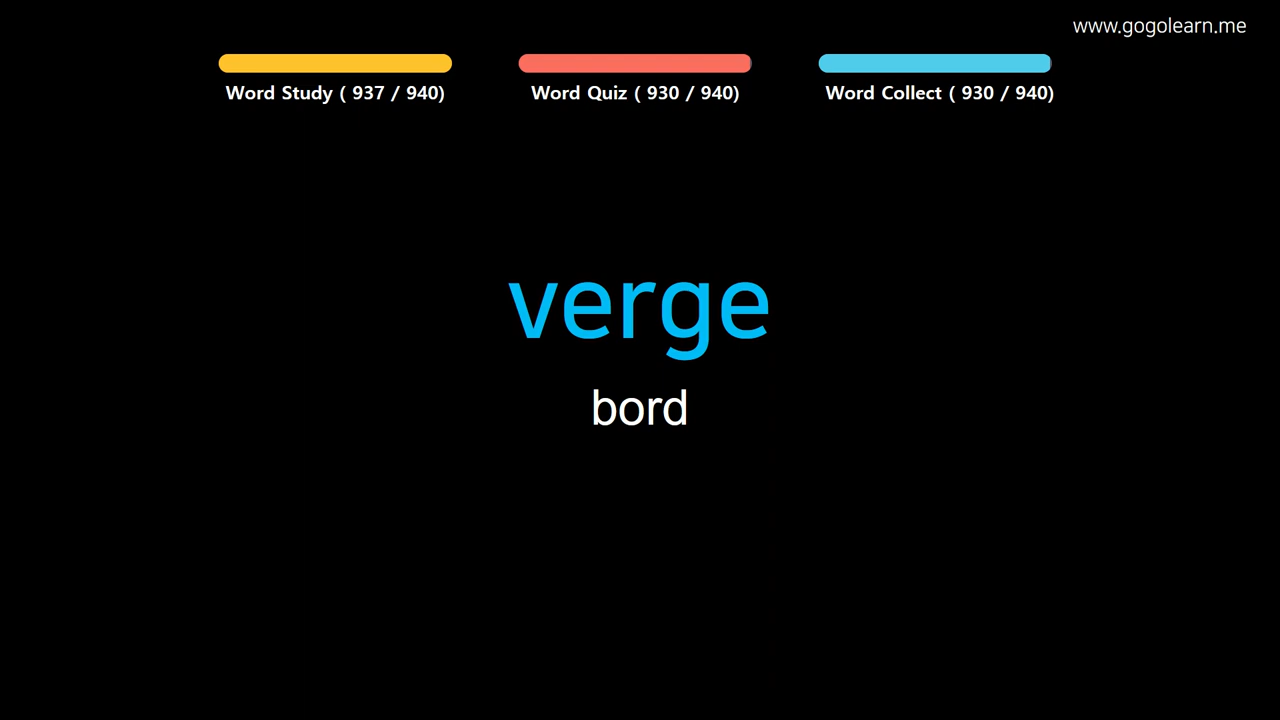 www.gogolearn.me
Word Study ( 937 / 940)
Word Quiz ( 930 / 940)
Word Collect ( 930 / 940)
verge
bord